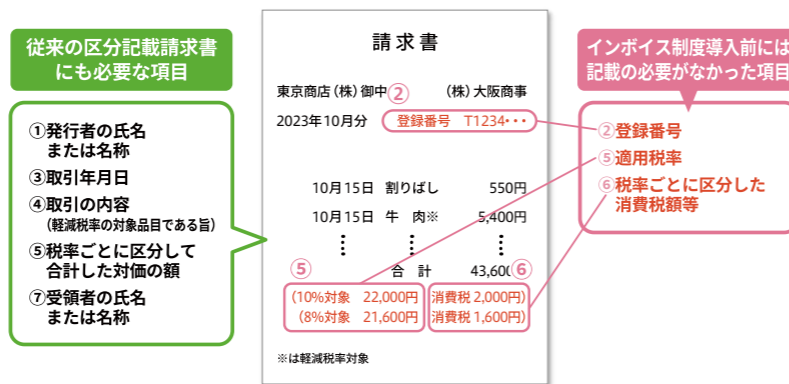 従来の区分記載請求書
にも必要な項目
①発行者の氏名
または名称
③取引年月日
④取引の内容
(軽減税率の対象品目である旨)
⑤税率ごとに区分して
合計した対価の額
⑦受領者の氏名
または名称
請求書
東京商店(株)御中② (株)大阪商事
2023年10月分 登録番号 T1234・・・
10月15日 割りばし 550円
10月15日 牛 肉※ 5,400円
⑤ 合 計 43,600 ⑥
(10%対象 22,000円 消費税 2,000円)
(8%対象 21,600円 消費税 1,600円)
※は軽減税率対象
インボイス制度導入前には
記載の必要がなかった項目
②登録番号
⑤適用税率
⑥税率ごとに区分した
消費税額等